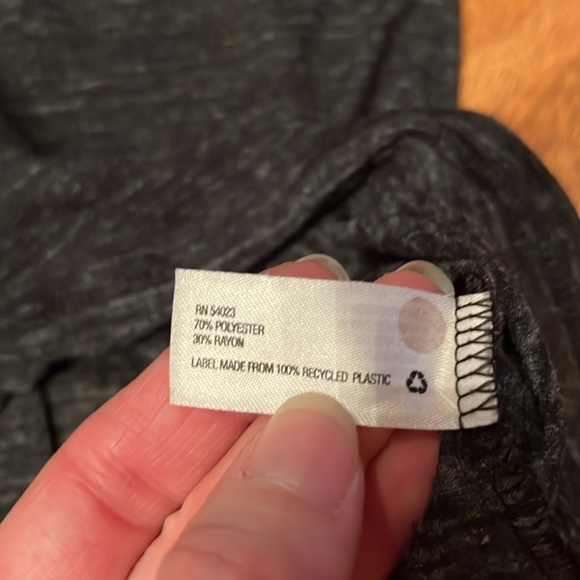 RN 54023
70% POLYESTER
30% RAYON
LABEL MADE FROM 100% RECYCLED PLASTIC